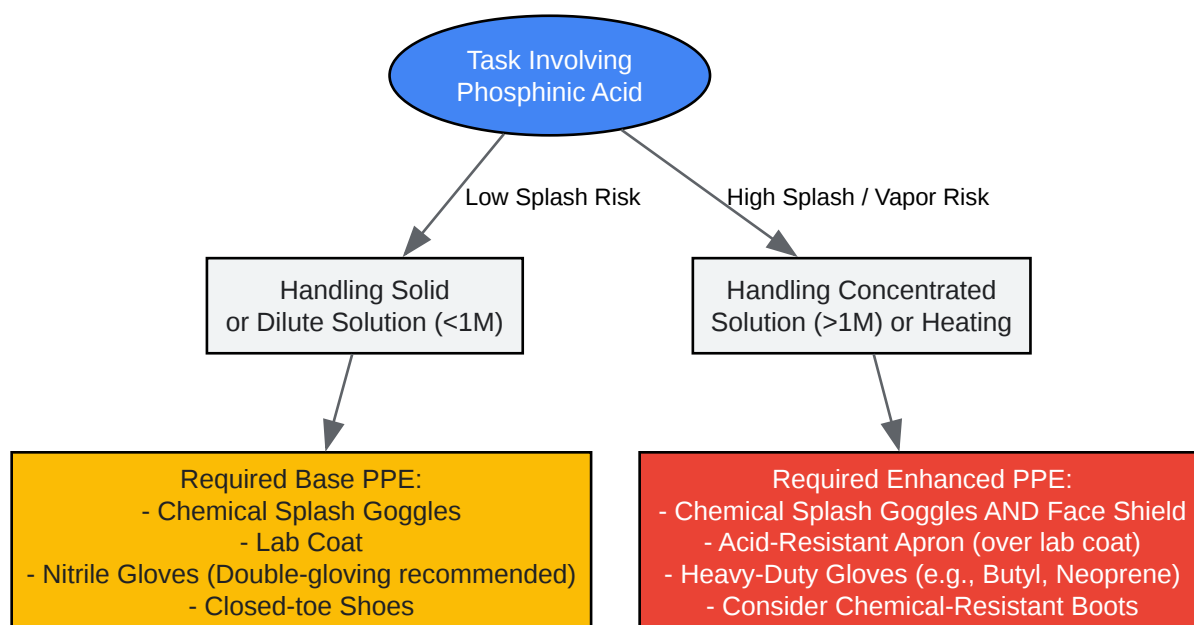 Task Involving
Phosphinic Acid
Low Splash Risk
High Splash / Vapor Risk
Handling Solid
or Dilute Solution (<1M)
Handling Concentrated
Solution (>1M) or Heating
Required Base PPE:
- Chemical Splash Goggles
- Lab Coat
- Nitrile Gloves (Double-gloving recommended)
- Closed-toe Shoes
Required Enhanced PPE:
- Chemical Splash Goggles AND Face Shield
- Acid-Resistant Apron (over lab coat)
- Heavy-Duty Gloves (e.g., Butyl, Neoprene)
- Consider Chemical-Resistant Boots